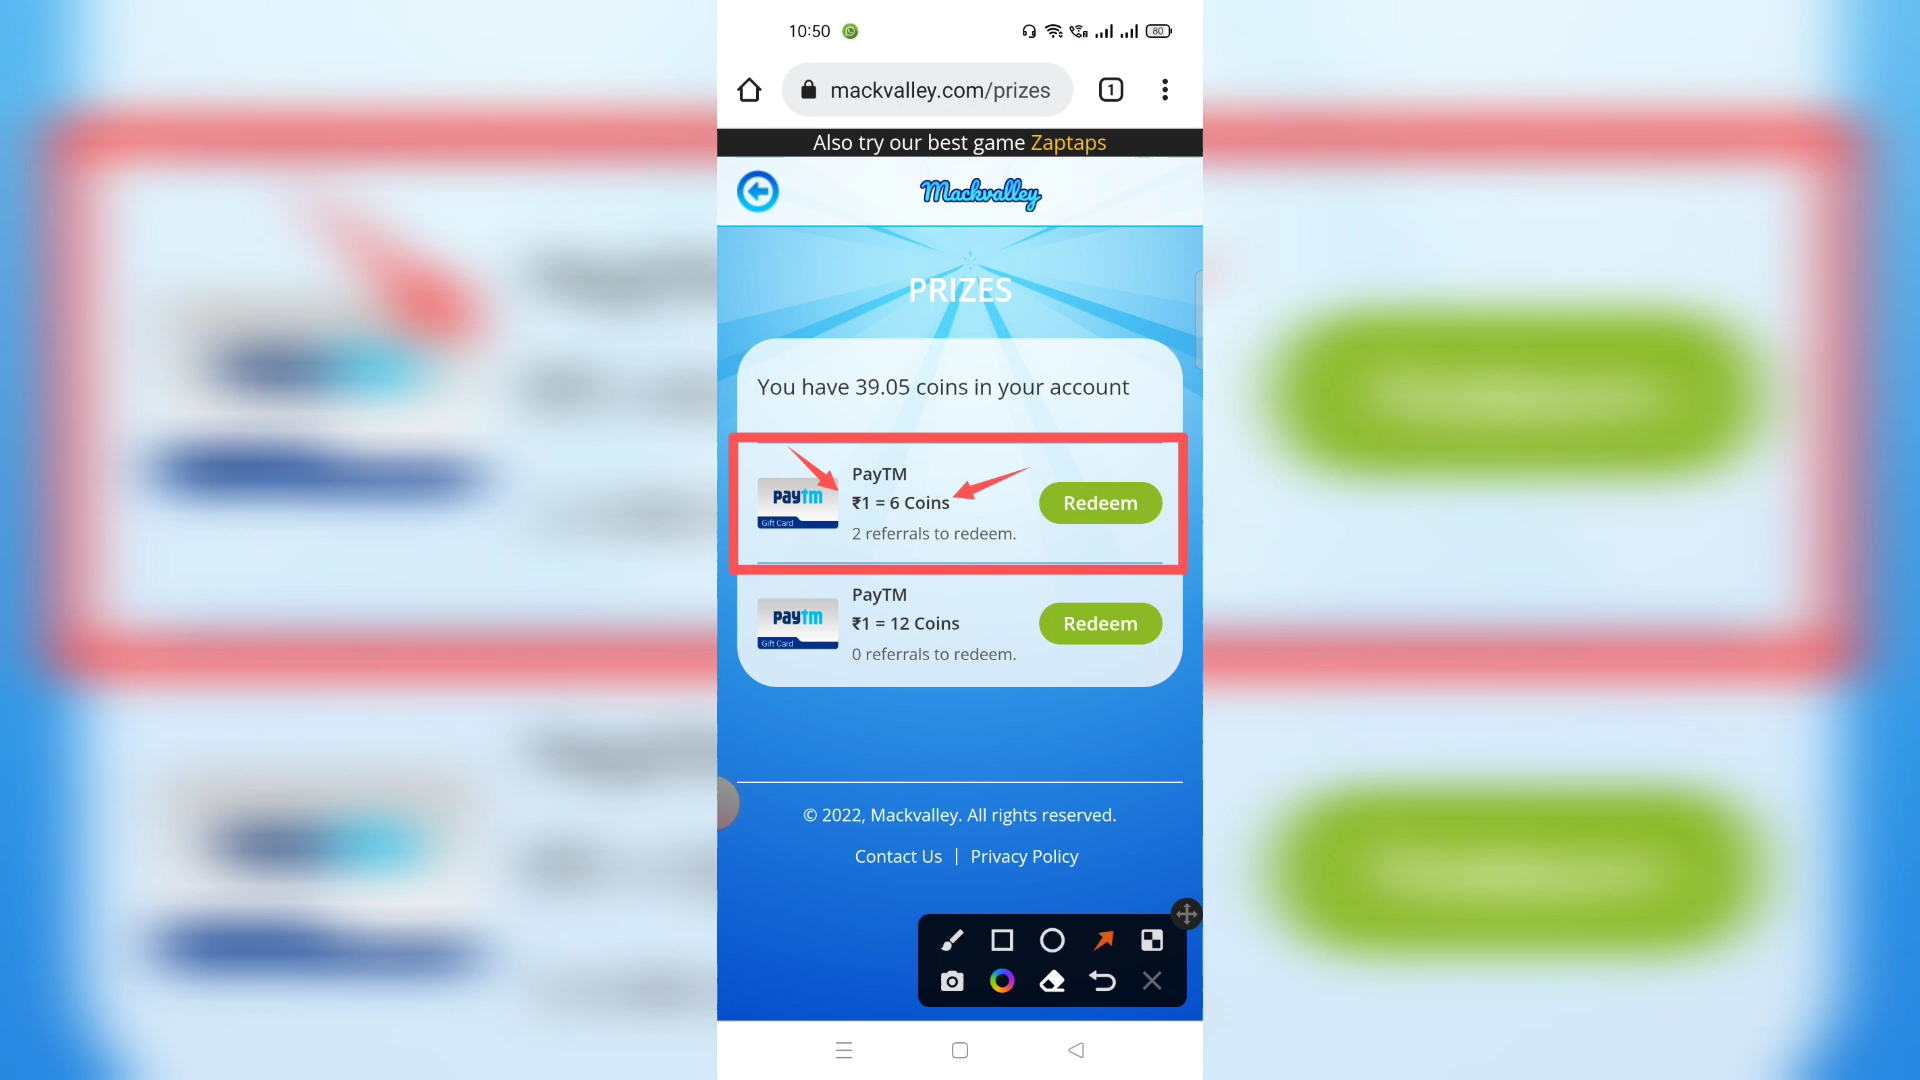 10:50
80
mackvalley.com/prizes
1
Also try our best game Zaptaps
Mackvalley
PRIZES
You have 39.05 coins in your account
PayTM
paytm
₹1 = 6 Coins
Redeem
Gift Card
2 referrals to redeem.
PayTM
paytm
₹1 = 12 Coins
Redeem
Gift Card
0 referrals to redeem.
© 2022, Mackvalley. All rights reserved.
Contact Us | Privacy Policy